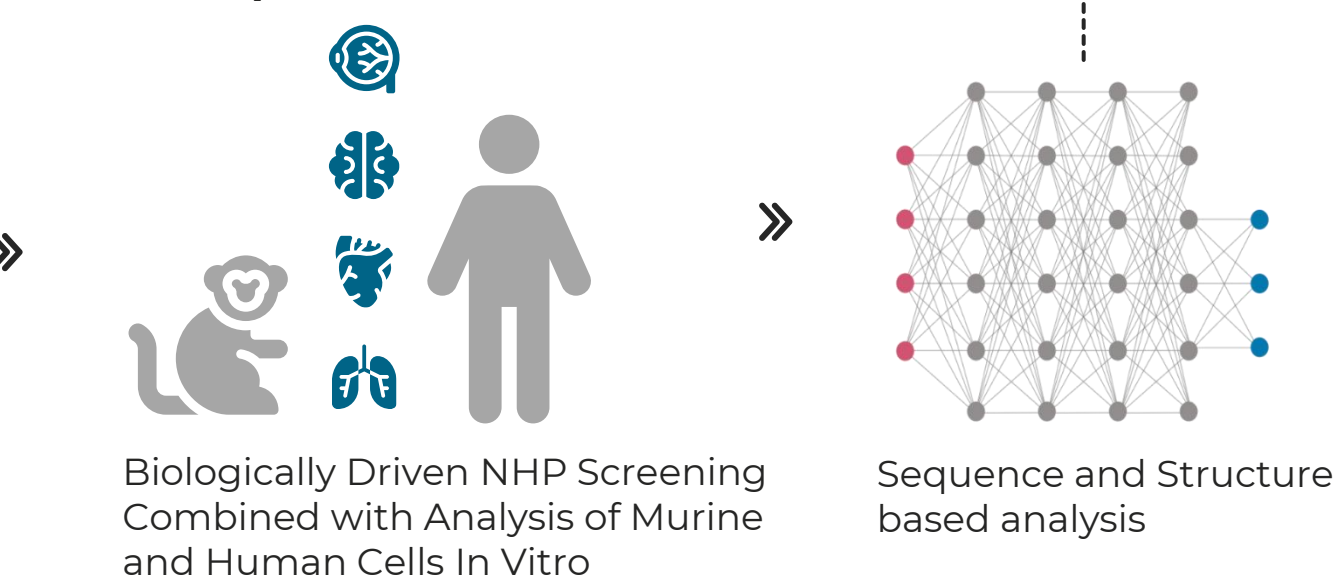 Biologically Driven NHP Screening
Combined with Analysis of Murine
and Human Cells In Vitro
Sequence and Structure
based analysis